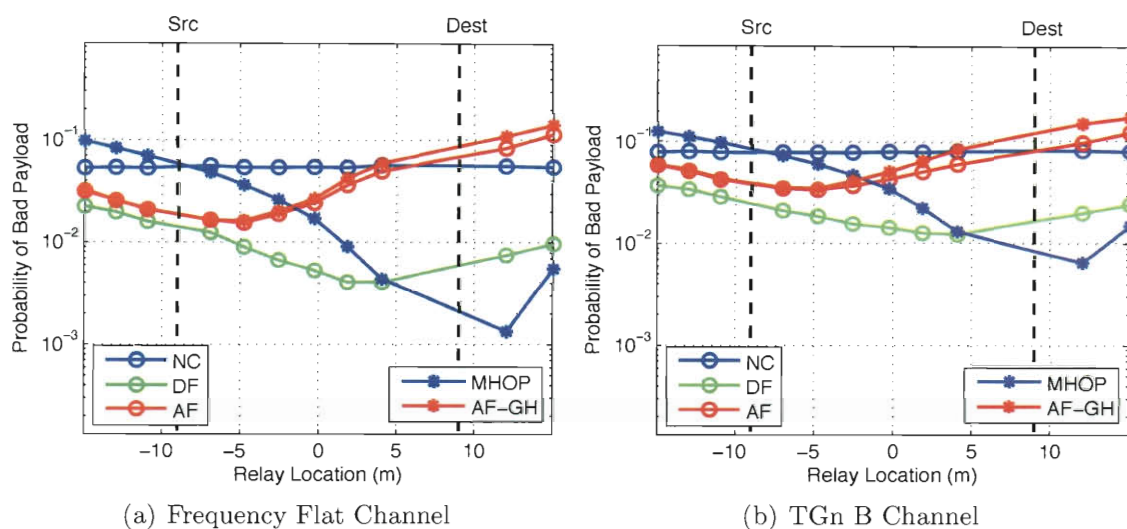 Src Dest
Probability of Bad Payload
10⁻¹
10⁻²
10⁻³
NC
DF
AF
MHOP
AF-GH
-10 -5 0 5 10 15
Relay Location (m)
(a) Frequency Flat Channel
Src Dest
Probability of Bad Payload
10⁻¹
10⁻²
10⁻³
NC
DF
AF
MHOP
AF-GH
-10 -5 0 5 10 15
Relay Location (m)
(b) TGn B Channel